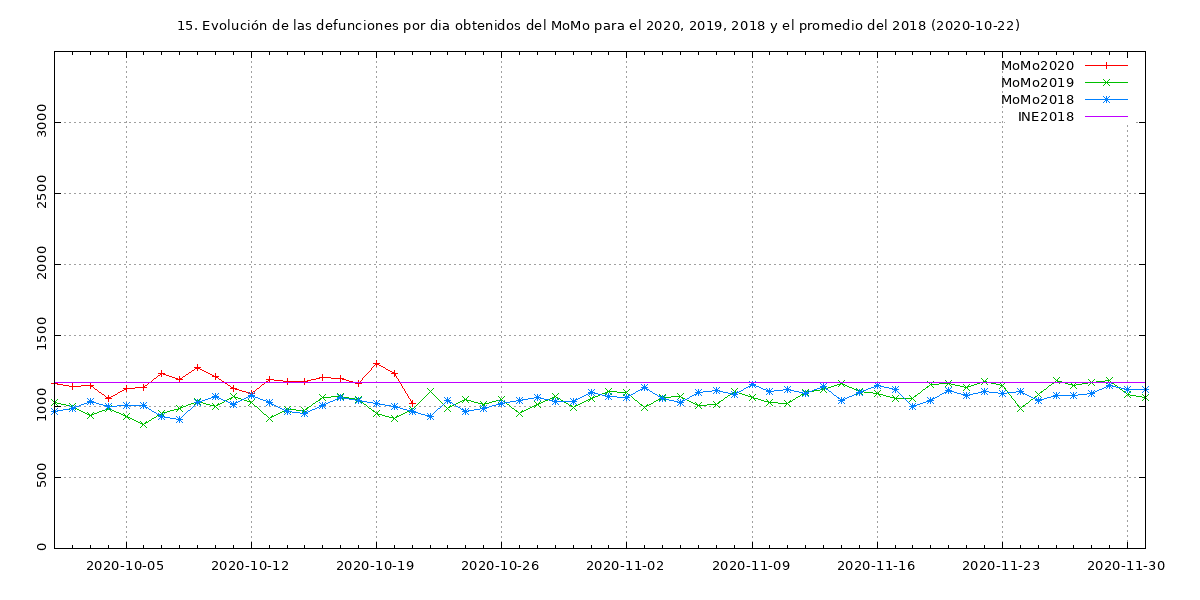 15. Evolución de las defunciones por dia obtenidos del MoMo para el 2020, 2019, 2018 y el promedio del 2018 (2020-10-22)
MoMo2020
MoMo2019
MoMo2018
INE2018
3000
2500
2000
1500
1000
500
0
2020-10-05 2020-10-12 2020-10-19 2020-10-26 2020-11-02 2020-11-09 2020-11-16 2020-11-23 2020-11-30